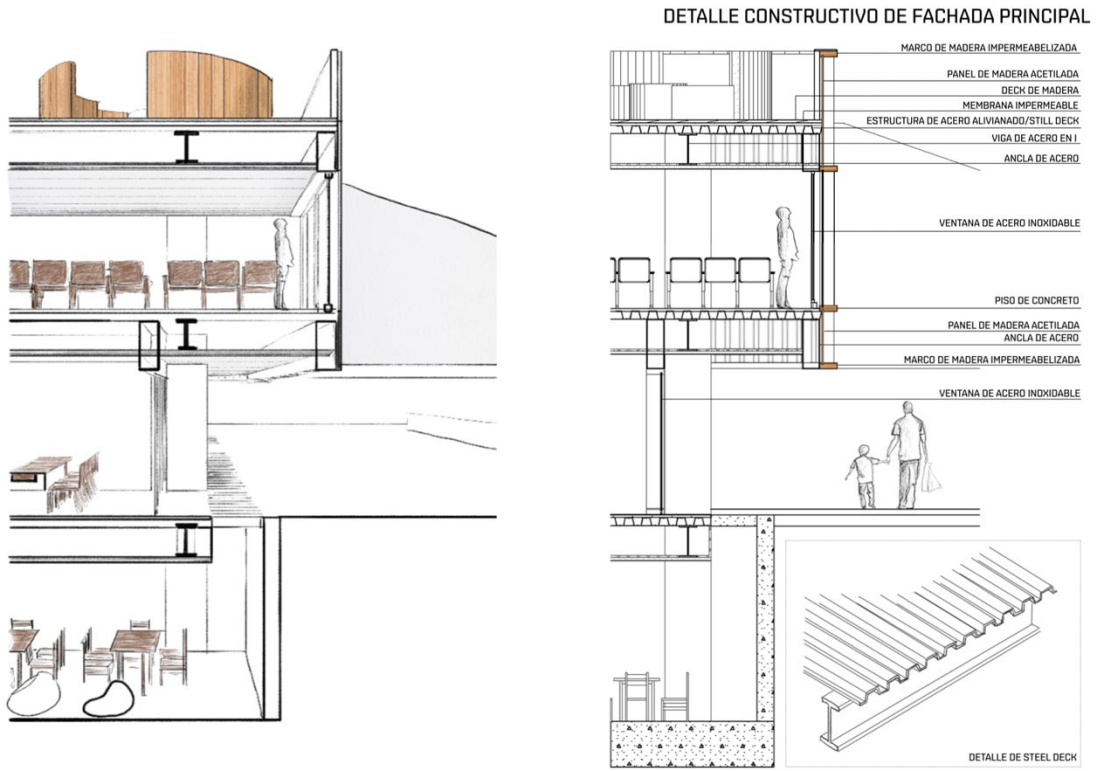 DETALLE CONSTRUCTIVO DE FACHADA PRINCIPAL
MARCO DE MADERA IMPERMEABILIZADA
PANEL DE MADERA ACETILADA
DECK DE MADERA
MEMBRANA IMPERMEABLE
ESTRUCTURA DE ACERO ALIVIANADO/STILL DECK
VIGA DE ACERO EN I
ANCLA DE ACERO
VENTANA DE ACERO INOXIDABLE
PISO DE CONCRETO
PANEL DE MADERA ACETILADA
ANCLA DE ACERO
MARCO DE MADERA IMPERMEABILIZADA
VENTANA DE ACERO INOXIDABLE
DETALLE DE STEEL DECK